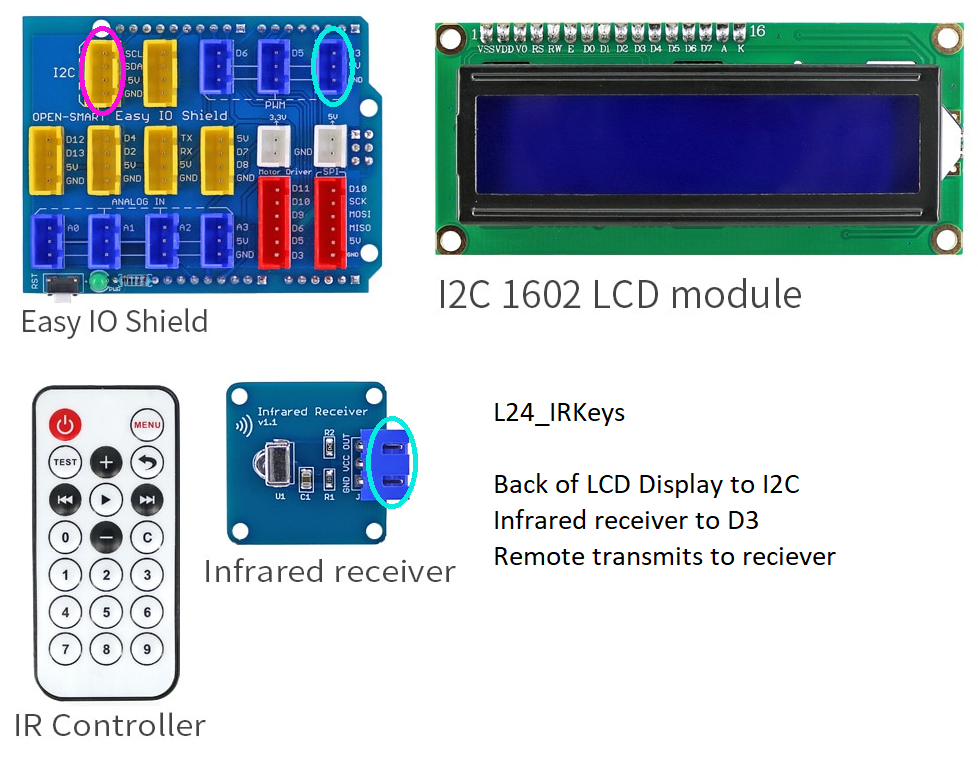 I2C
SCL
SDA
5V
GND
D6
D5
PWM
OPEN-SMART Easy IO Shield
3.3V
5V
GND
D12
D13
5V
GND
D4
D2
5V
GND
TX
RX
5V
GND
5V
D7
D8
GND
Motor Driver
SPI
ANALOG IN
A0
A1
A2
A3
5V
GND
D11
D10
D9
D6
D5
D3
D10
SCK
MOSI
MISO
5V
GND
RST
PWR
Easy IO Shield
1
16
VSS VDD V0 RS RW E D0 D1 D2 D3 D4 D5 D6 D7 A K
I2C 1602 LCD module
MENU
TEST
0
C
1 2 3
4 5 6
7 8 9
IR Controller
Infrared Receiver
v1.1
R2
U1
C1
R1
J
GND VCC OUT
Infrared receiver
L24_IRKeys
Back of LCD Display to I2C
Infrared receiver to D3
Remote transmits to reciever